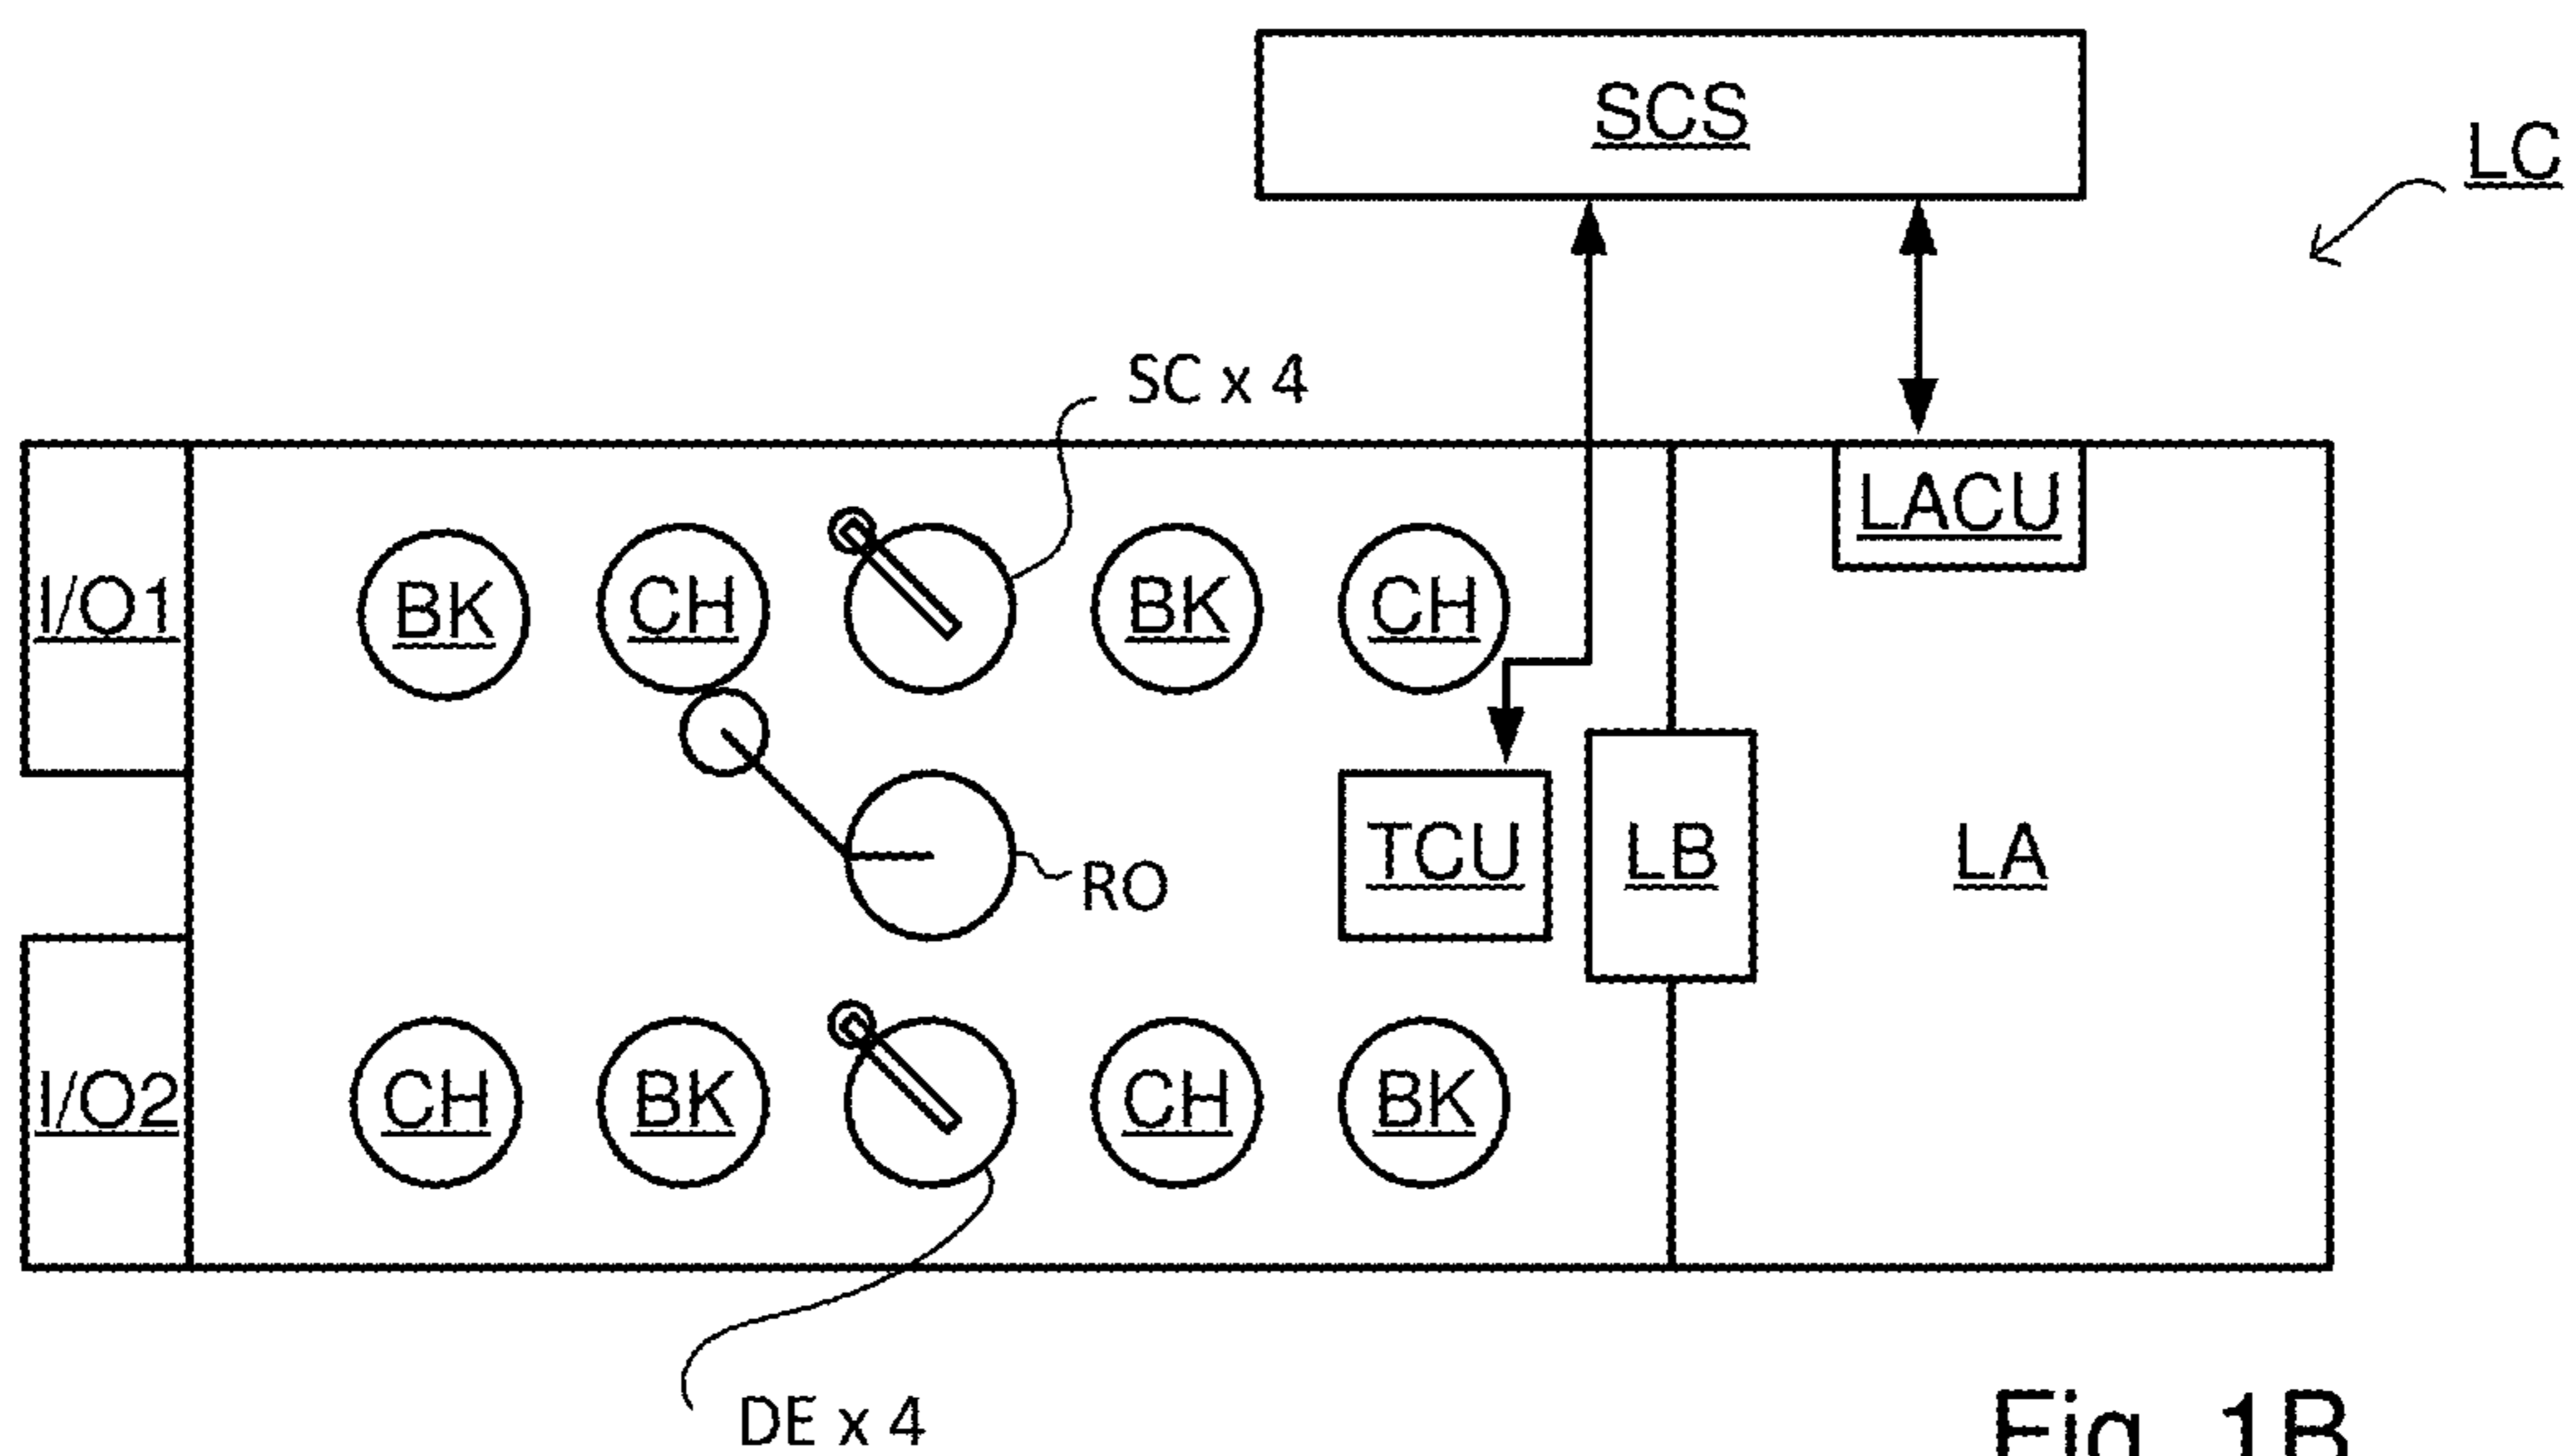 SCS
LC
SC x 4
LACU
I/O1
BK
CH
BK
CH
RO
TCU
LB
LA
I/O2
CH
BK
CH
BK
DE x 4
Fig. 1B